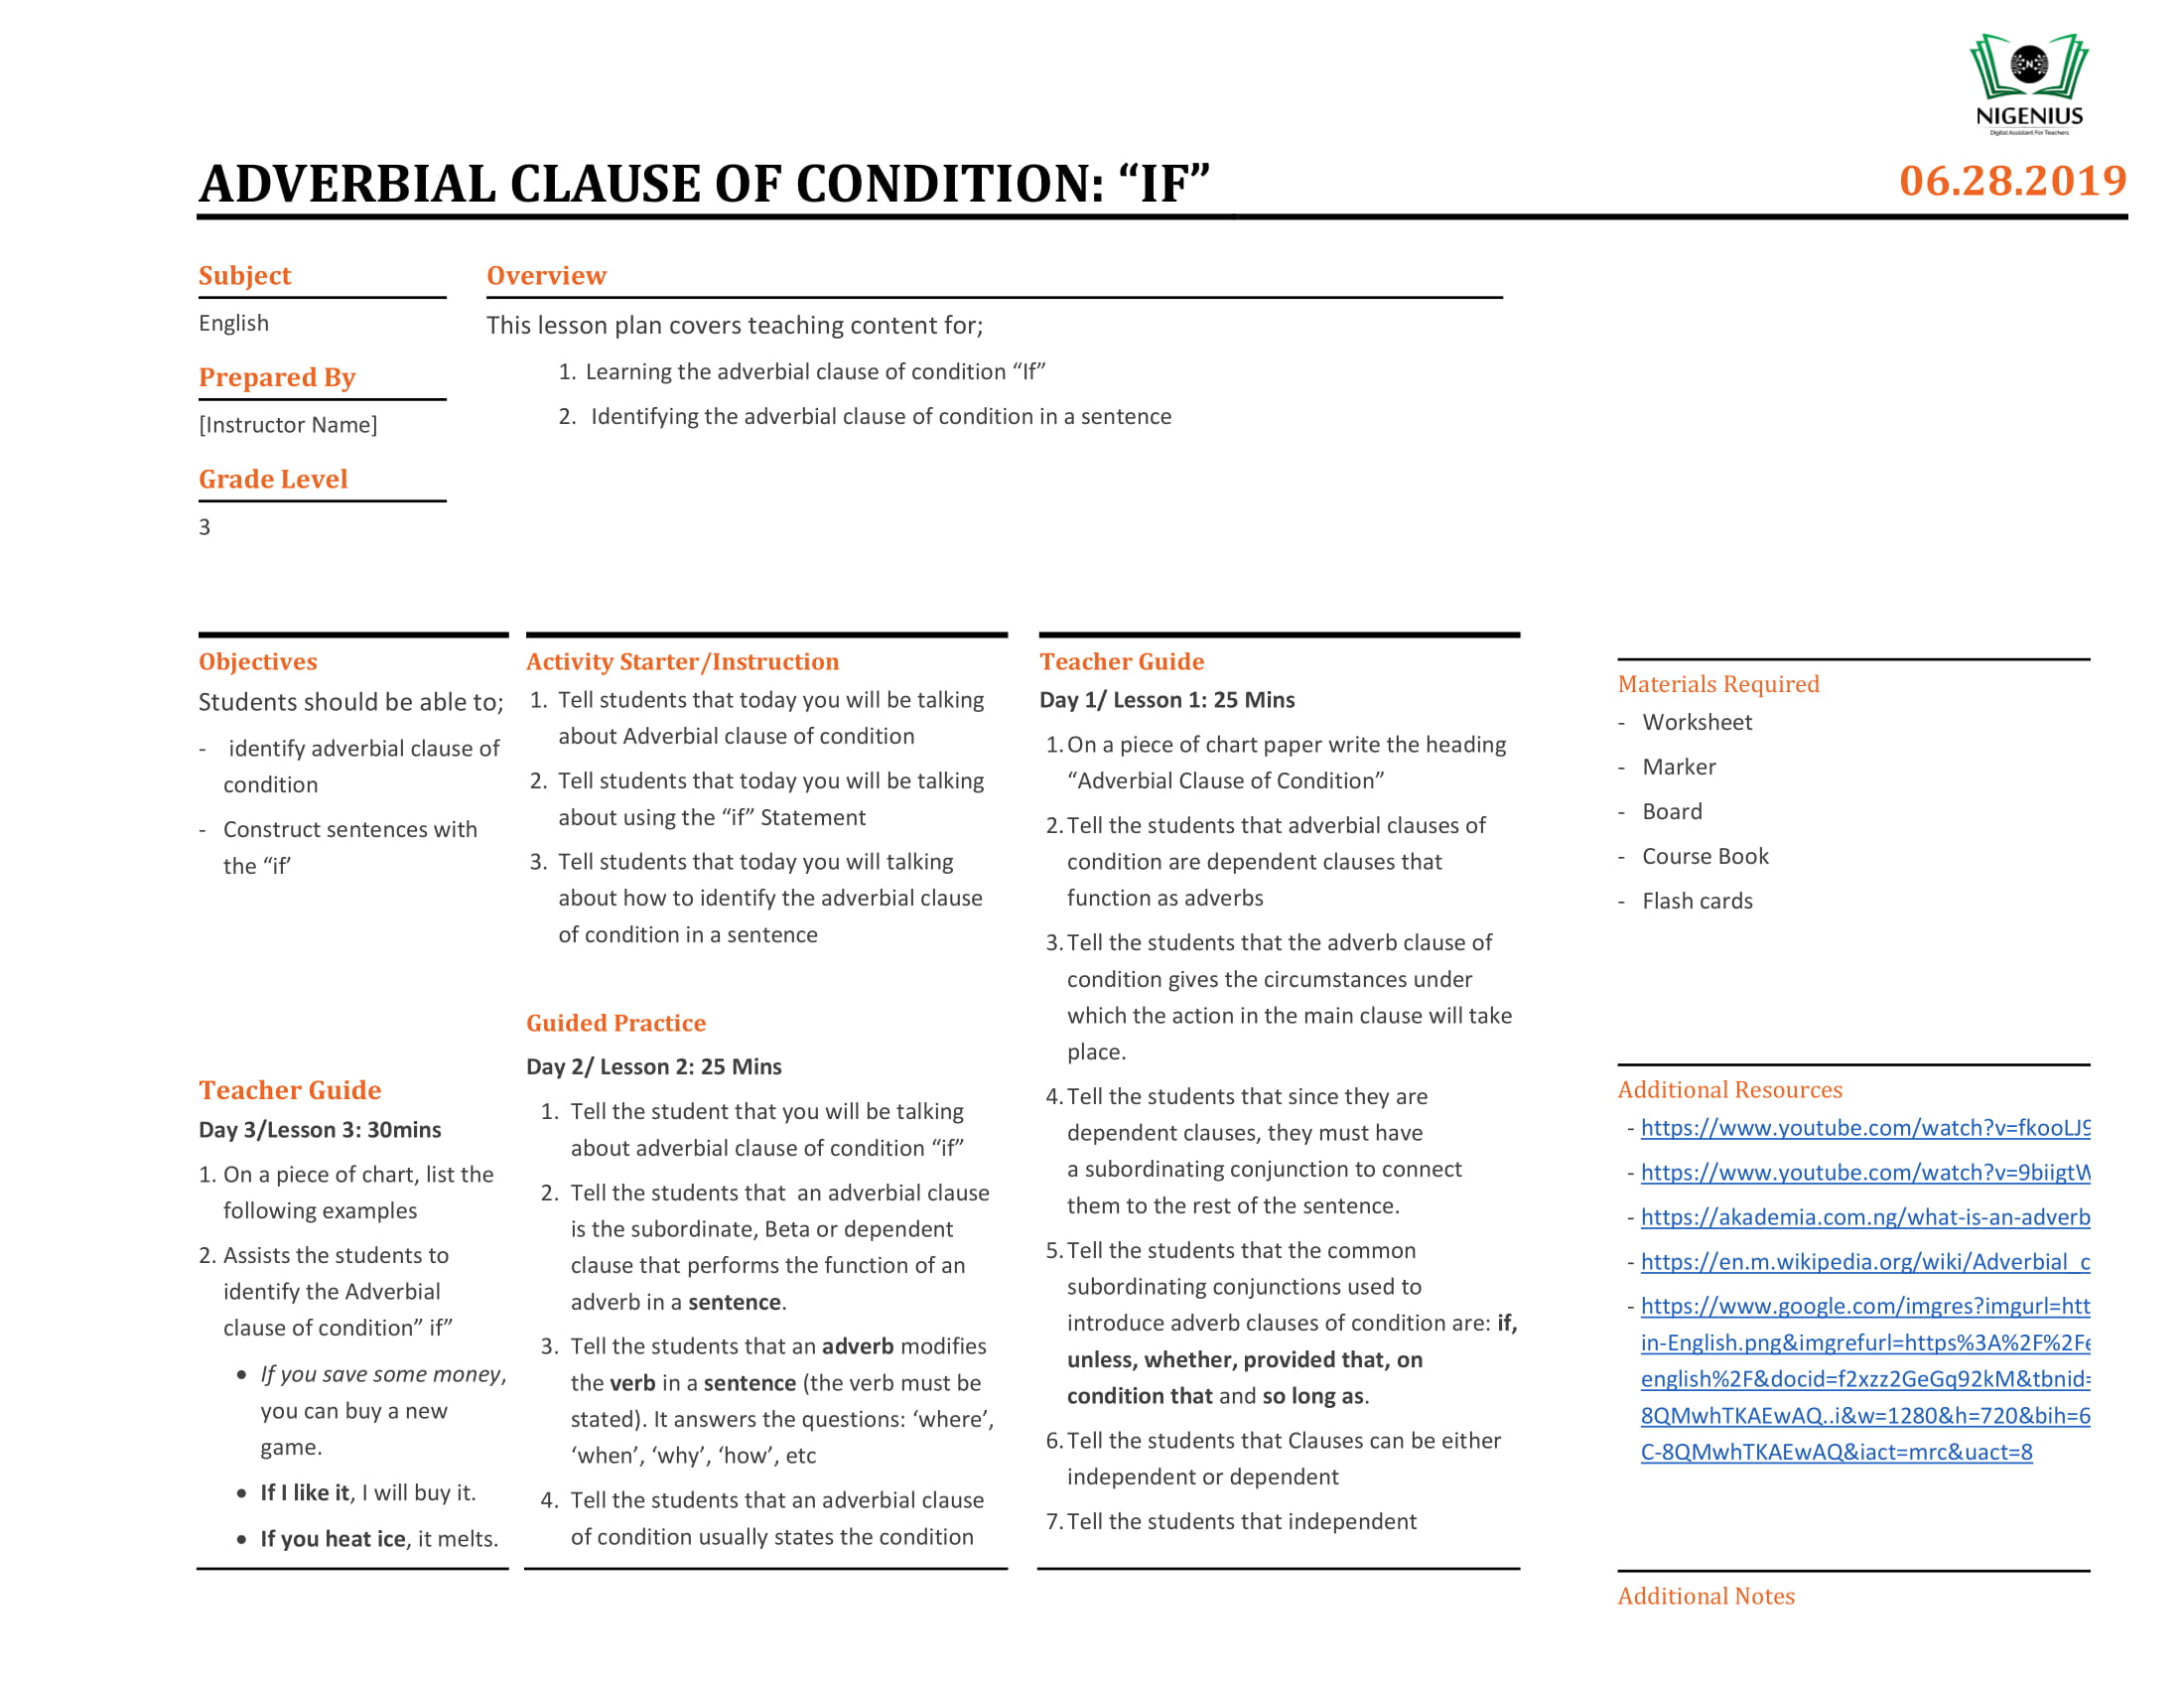 NIGENIUS
Digital Assistant For Teachers
ADVERBIAL CLAUSE OF CONDITION: “IF”
06.28.2019
Subject
English
Prepared By
[Instructor Name]
Grade Level
3
Overview
This lesson plan covers teaching content for;
1. Learning the adverbial clause of condition “If”
2. Identifying the adverbial clause of condition in a sentence
Objectives
Students should be able to;
- identify adverbial clause of
condition
- Construct sentences with
the “if’
Teacher Guide
Day 3/Lesson 3: 30mins
1. On a piece of chart, list the
following examples
2. Assists the students to
identify the Adverbial
clause of condition” if”
• If you save some money,
you can buy a new
game.
• If I like it, I will buy it.
• If you heat ice, it melts.
Activity Starter/Instruction
1. Tell students that today you will be talking
about Adverbial clause of condition
2. Tell students that today you will be talking
about using the “if” Statement
3. Tell students that today you will talking
about how to identify the adverbial clause
of condition in a sentence
Guided Practice
Day 2/ Lesson 2: 25 Mins
1. Tell the student that you will be talking
about adverbial clause of condition “if”
2. Tell the students that an adverbial clause
is the subordinate, Beta or dependent
clause that performs the function of an
adverb in a sentence.
3. Tell the students that an adverb modifies
the verb in a sentence (the verb must be
stated). It answers the questions: ‘where’,
‘when’, ‘why’, ‘how’, etc
4. Tell the students that an adverbial clause
of condition usually states the condition
Teacher Guide
Day 1/ Lesson 1: 25 Mins
1. On a piece of chart paper write the heading
“Adverbial Clause of Condition”
2. Tell the students that adverbial clauses of
condition are dependent clauses that
function as adverbs
3. Tell the students that the adverb clause of
condition gives the circumstances under
which the action in the main clause will take
place.
4. Tell the students that since they are
dependent clauses, they must have
a subordinating conjunction to connect
them to the rest of the sentence.
5. Tell the students that the common
subordinating conjunctions used to
introduce adverb clauses of condition are: if,
unless, whether, provided that, on
condition that and so long as.
6. Tell the students that Clauses can be either
independent or dependent
7. Tell the students that independent
Materials Required
- Worksheet
- Marker
- Board
- Course Book
- Flash cards
Additional Resources
- https://www.youtube.com/watch?v=fkooLJ9
- https://www.youtube.com/watch?v=9biigtW
- https://akademia.com.ng/what-is-an-adverb
- https://en.m.wikipedia.org/wiki/Adverbial_c
- https://www.google.com/imgres?imgurl=htt
in-English.png&imgrefurl=https%3A%2F%2Fe
english%2F&docid=f2xzz2GeGq92kM&tbnid=
8QMwhTKAEwAQ..i&w=1280&h=720&bih=6
C-8QMwhTKAEwAQ&iact=mrc&uact=8
Additional Notes